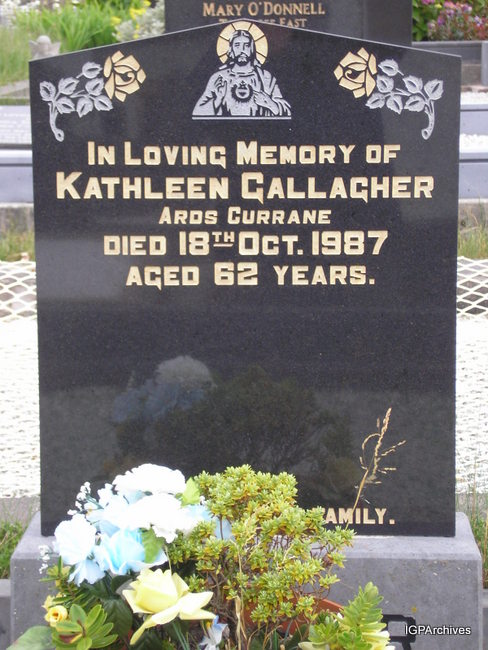 Mary O'Donnell
East
In Loving Memory of
Kathleen Gallagher
Ards Currane
Died 18th Oct. 1987
Aged 62 Years.
Family.
IGPArchives